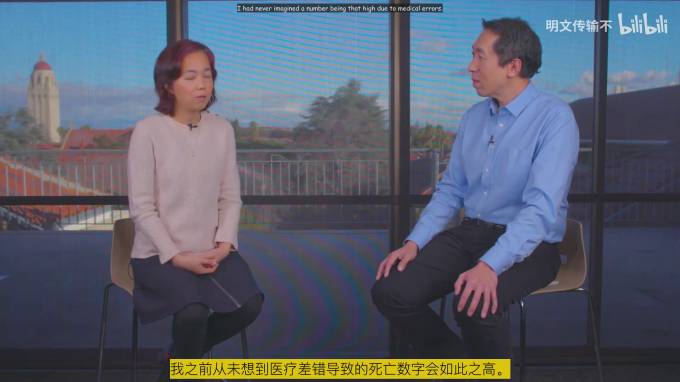 I had never imagined a number being that high due to medical errors.
明文传输不 bilibili
我之前从未想到医疗差错导致的死亡数字会如此之高。